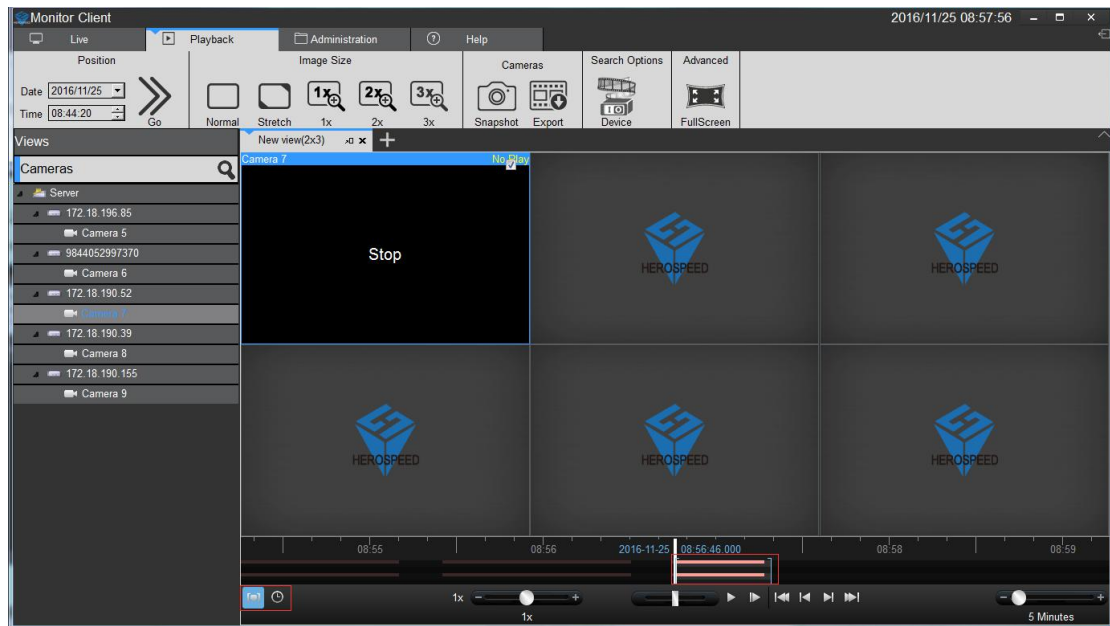 Monitor Client
2016/11/25 08:57:56
Live
Playback
Administration
Help
Position
Image Size
Cameras
Search Options
Advanced
Date 2016/11/25
Time 08:44:20
Go
Normal
Stretch
1x
1x
2x
2x
3x
3x
Snapshot
Export
Device
FullScreen
Views
New view(2x3)
Cameras
Camera 7
No Play
Server
172.18.196.85
Camera 5
9844052997370
Camera 6
172.18.190.52
Camera 7
172.18.190.39
Camera 8
172.18.190.155
Camera 9
Stop
HEROSPEED
HEROSPEED
HEROSPEED
HEROSPEED
HEROSPEED
08:55
08:56
2016-11-25 08:56:46.000
08:58
08:59
1x
1x
5 Minutes